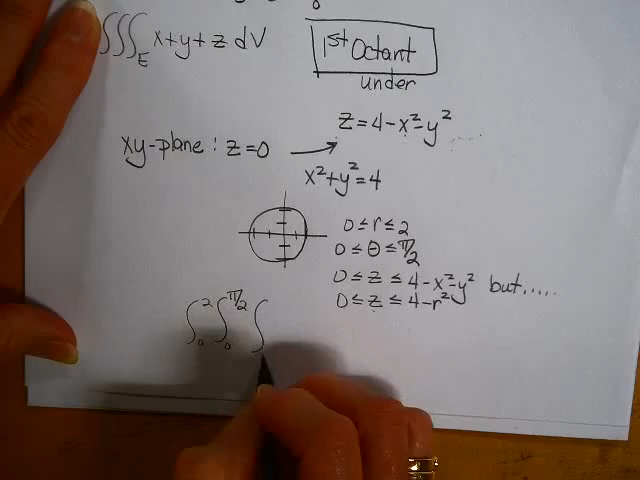 ∭_E x+y+z dV
1st Octant
under
z=4-x²-y²
xy-plane: z=0 →
x²+y²=4
0≤r≤2
0≤θ≤π/2
0≤z≤4-x²-y² but.....
0≤z≤4-r²
∫₀² ∫₀^(π/2) ∫